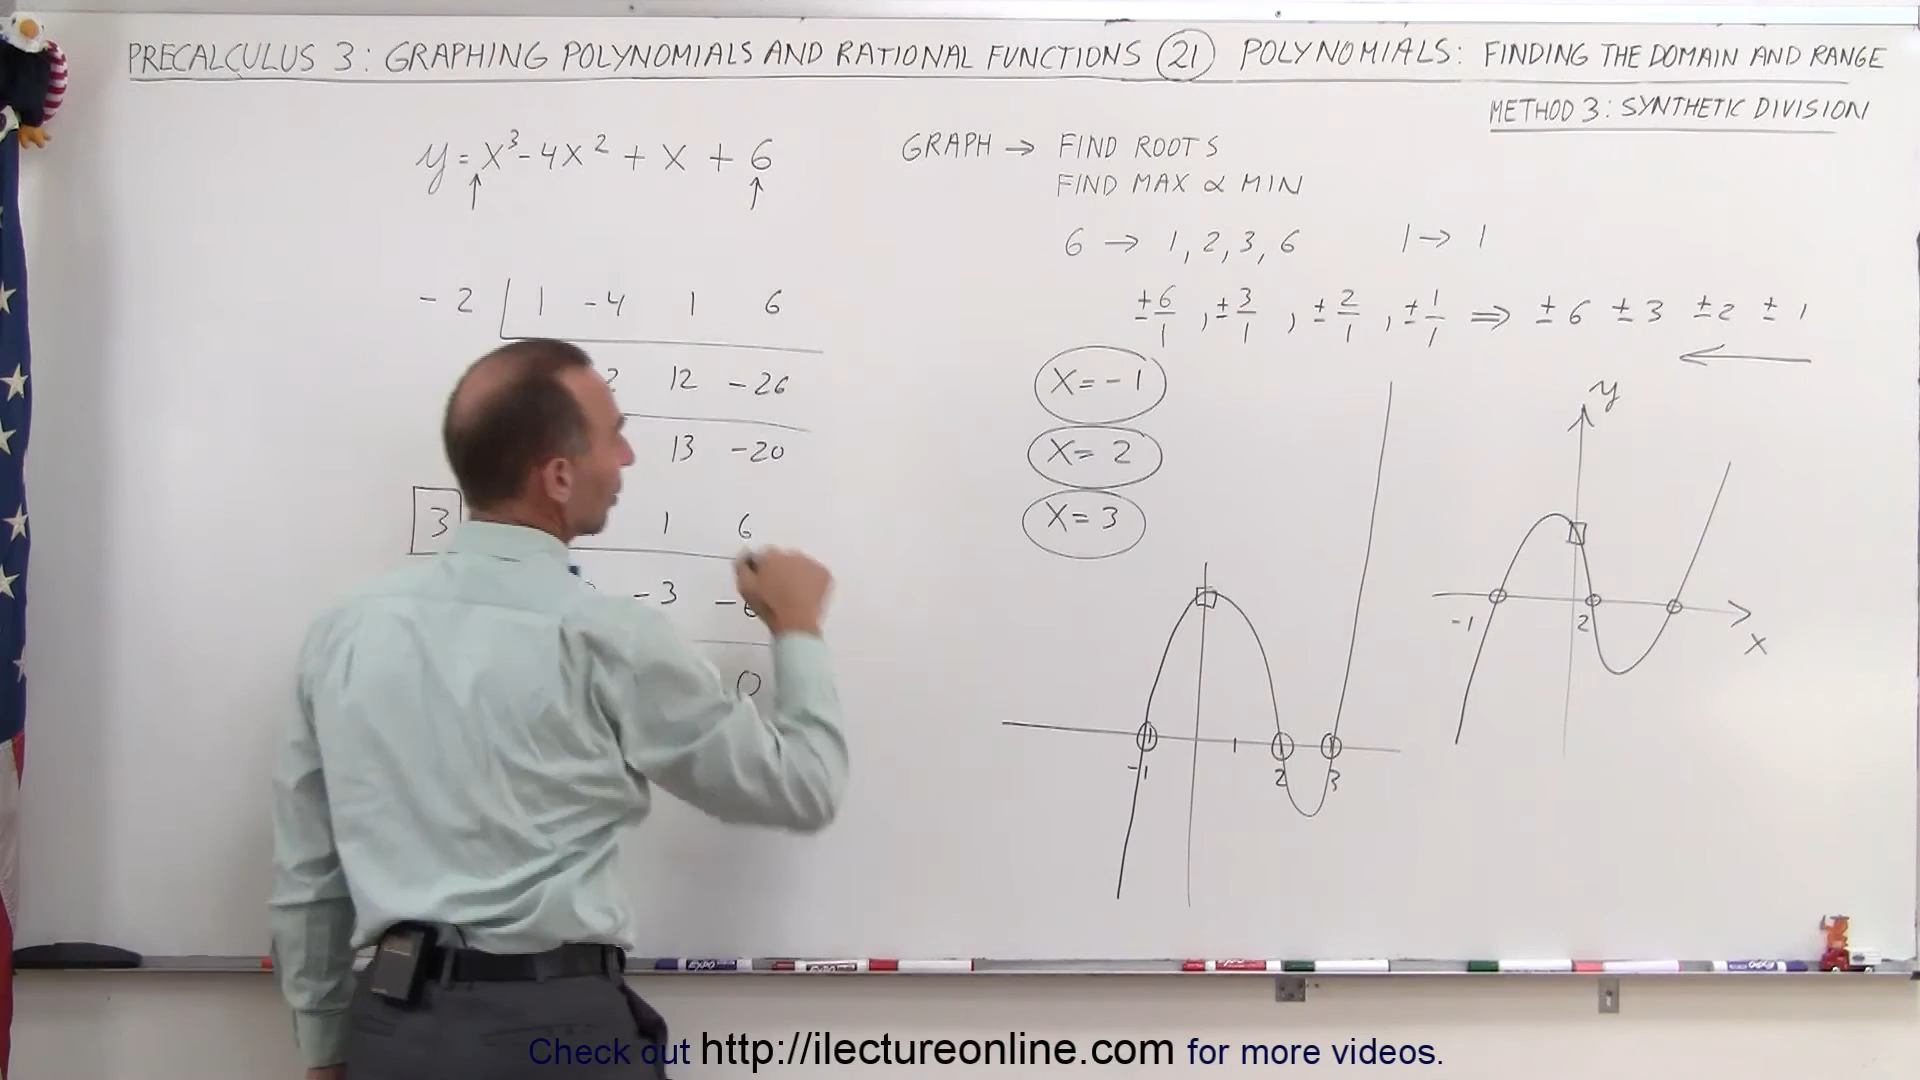 PRECALCULUS 3: GRAPHING POLYNOMIALS AND RATIONAL FUNCTIONS 21 POLYNOMIALS: FINDING THE DOMAIN AND RANGE
METHOD 3: SYNTHETIC DIVISION
y = x³ - 4x² + x + 6
GRAPH → FIND ROOTS
FIND MAX & MIN
6 → 1, 2, 3, 6 1 → 1
±6/1, ±3/1, ±2/1, ±1/1 ⇒ ±6 ±3 ±2 ±1
-2 1 -4 1 6
12 -26
13 -20
3 1 6
-3
0
X = -1
X = 2
X = 3
-1 2 3
y
-1 2
x
Check out http://ilectureonline.com for more videos.